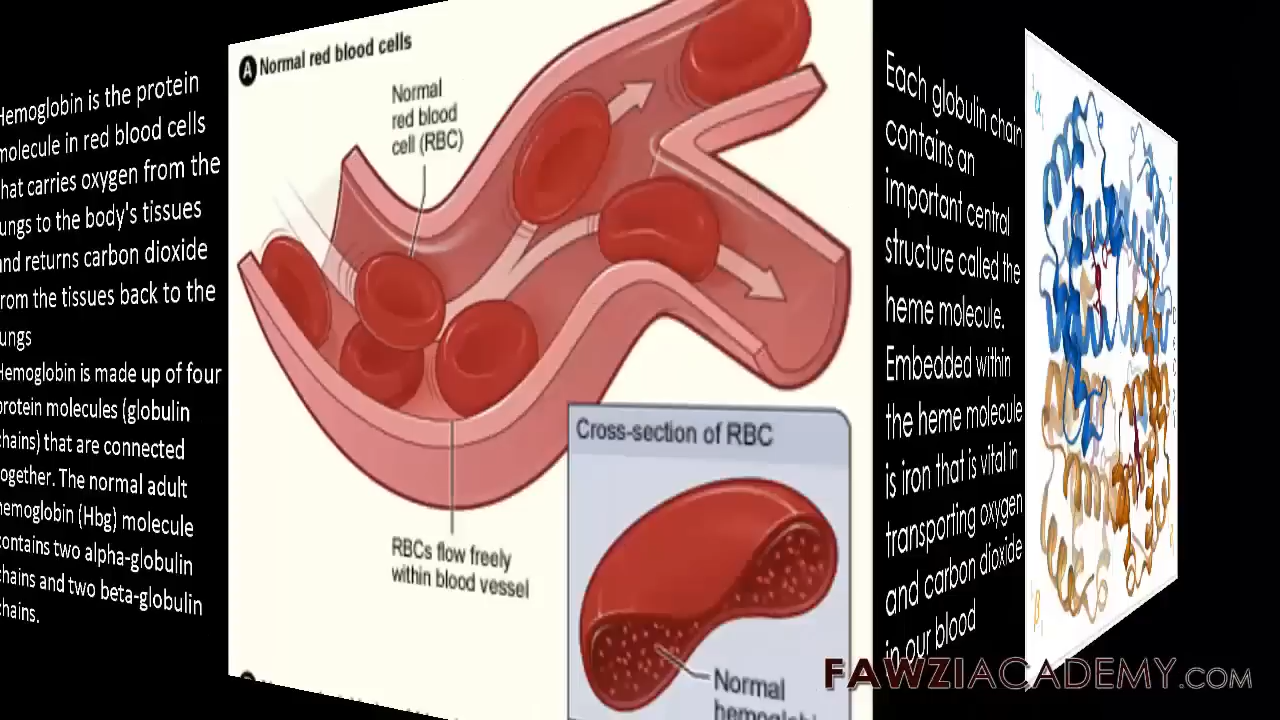 Hemoglobin is the protein
molecule in red blood cells
that carries oxygen from the
lungs to the body's tissues
and returns carbon dioxide
from the tissues back to the
lungs
Hemoglobin is made up of four
protein molecules (globulin
chains) that are connected
together. The normal adult
hemoglobin (Hbg) molecule
contains two alpha-globulin
chains and two beta-globulin
chains.
A Normal red blood cells
Normal
red blood
cell (RBC)
RBCs flow freely
within blood vessel
Cross-section of RBC
Normal
Each globulin chain
contains an
important central
structure called the
heme molecule.
Embedded within
the heme molecule
is iron that is vital in
transporting oxygen
and carbon dioxide
in our blood
FAWZIACADEMY.COM